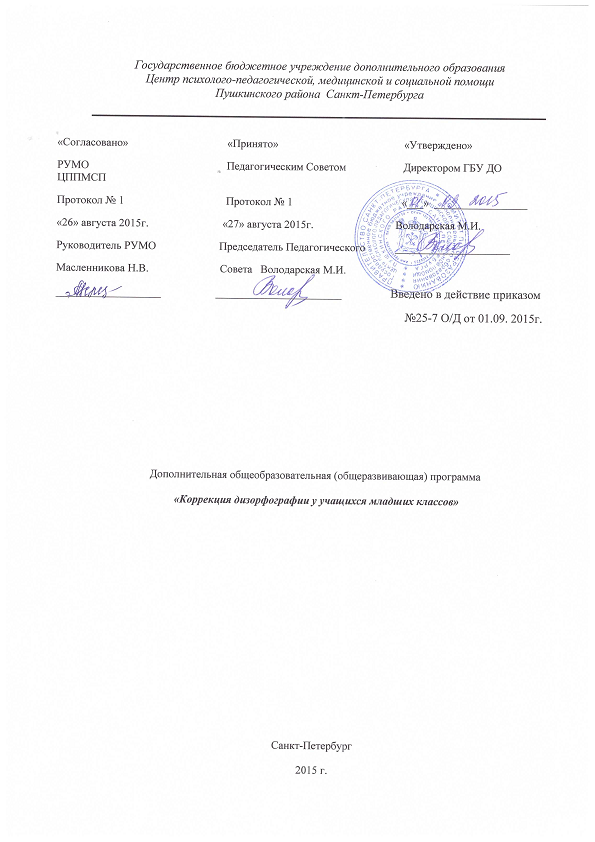 Государственное бюджетное учреждение дополнительного образования
Центр психолого-педагогической, медицинской и социальной помощи
Пушкинского района Санкт-Петербурга
«Согласовано»
РУМО
ЦППМСП
Протокол № 1
«26» августа 2015г.
Руководитель РУМО
Масленникова Н.В.
«Принято»
Педагогическим Советом
Протокол № 1
«27» августа 2015г.
Председатель Педагогического
Совета Володарская М.И.
«Утверждено»
Директором ГБУ ДО
«01» 09 2015
Володарская М.И.
Введено в действие приказом
№25-7 О/Д от 01.09. 2015г.
Дополнительная общеобразовательная (общеразвивающая) программа
«Коррекция дизорфографии у учащихся младших классов»
Санкт-Петербург
2015 г.